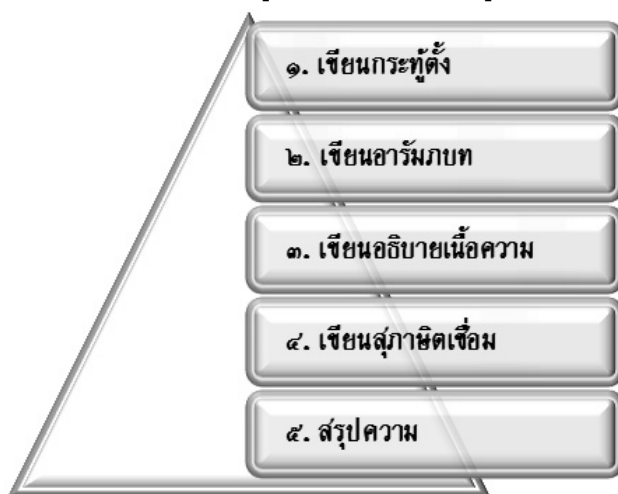 ๑. เขียนกระทู้ตั้ง
๒. เขียนอารัมภบท
๓. เขียนอธิบายเนื้อความ
๔. เขียนสุภาษิตเชื่อม
๕. สรุปความ